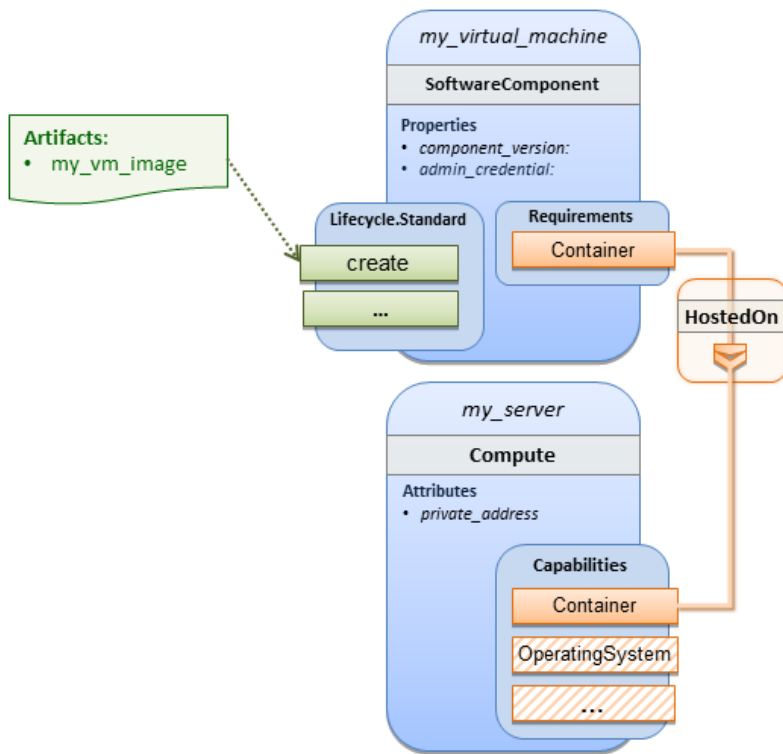 my_virtual_machine
SoftwareComponent
Properties
• component_version:
• admin_credential:
Artifacts:
• my_vm_image
Lifecycle.Standard
create
...
Requirements
Container
HostedOn
my_server
Compute
Attributes
• private_address
Capabilities
Container
OperatingSystem
...